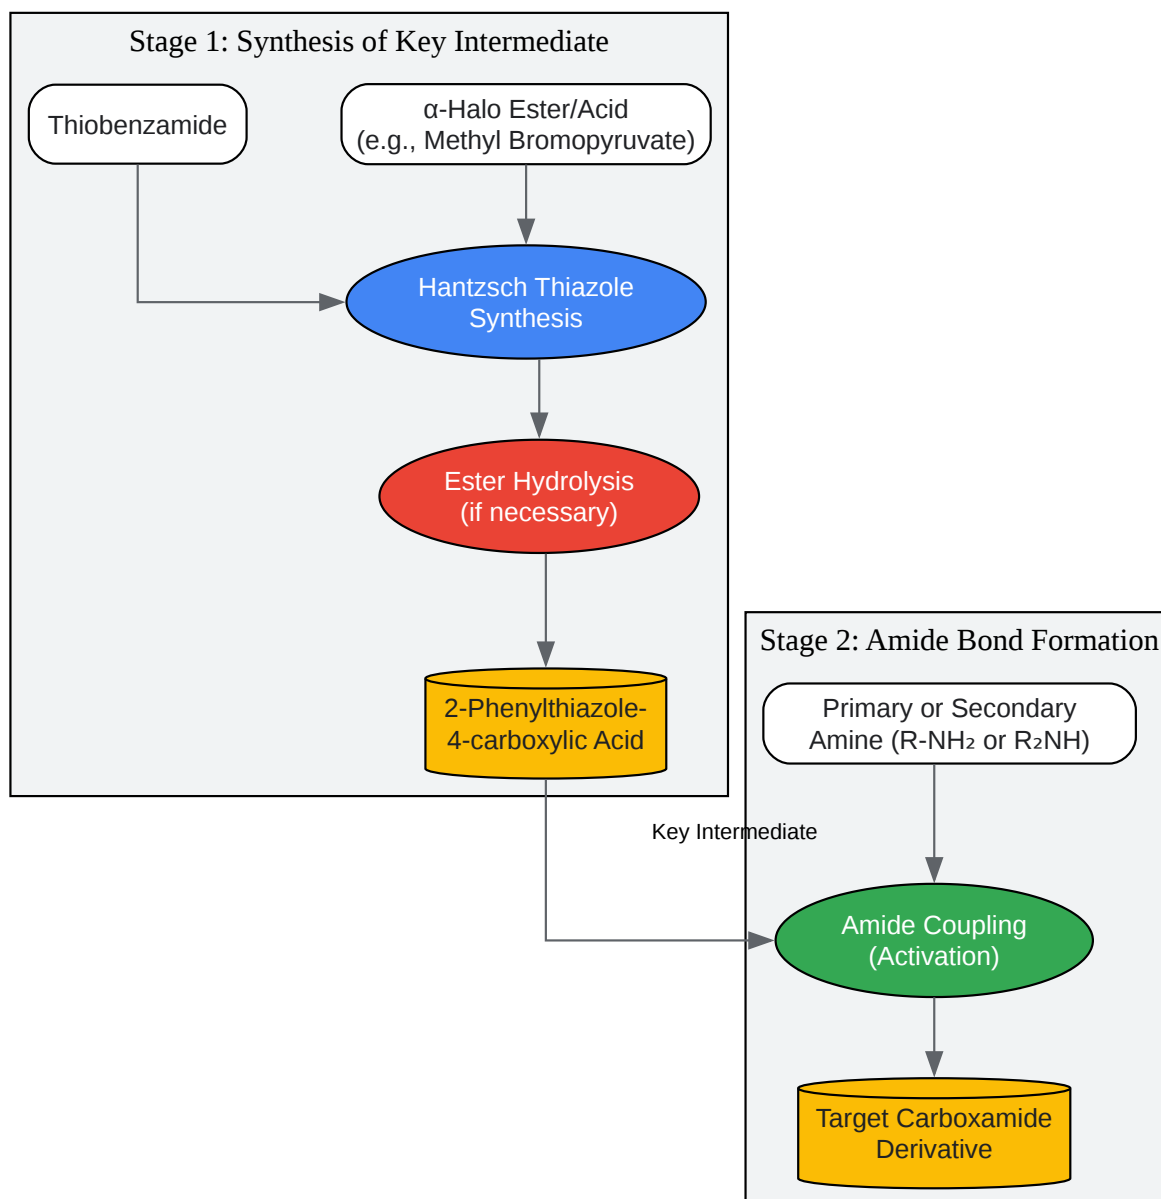 Stage 1: Synthesis of Key Intermediate
Thiobenzamide
α-Halo Ester/Acid
(e.g., Methyl Bromopyruvate)
Hantzsch Thiazole
Synthesis
Ester Hydrolysis
(if necessary)
2-Phenylthiazole-
4-carboxylic Acid
Key Intermediate
Stage 2: Amide Bond Formation
Primary or Secondary
Amine (R-NH₂ or R₂NH)
Amide Coupling
(Activation)
Target Carboxamide
Derivative